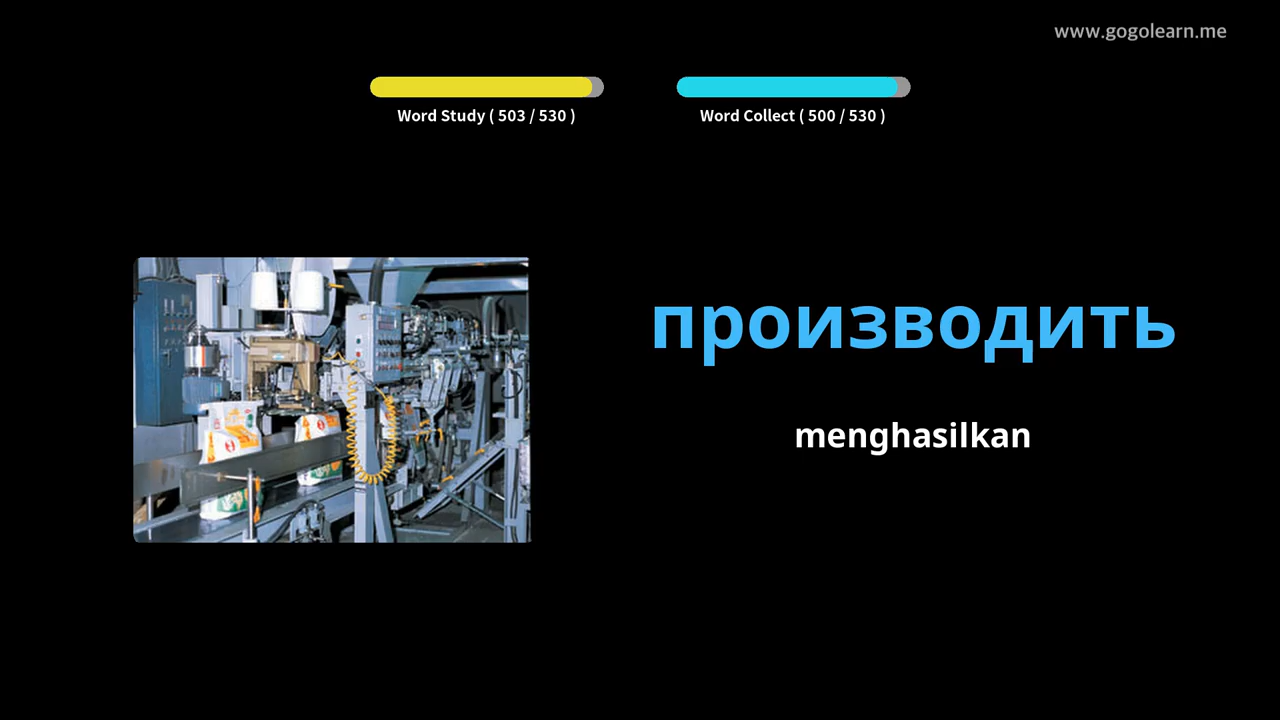 www.gogolearn.me
Word Study ( 503 / 530 )
Word Collect ( 500 / 530 )
производить
menghasilkan